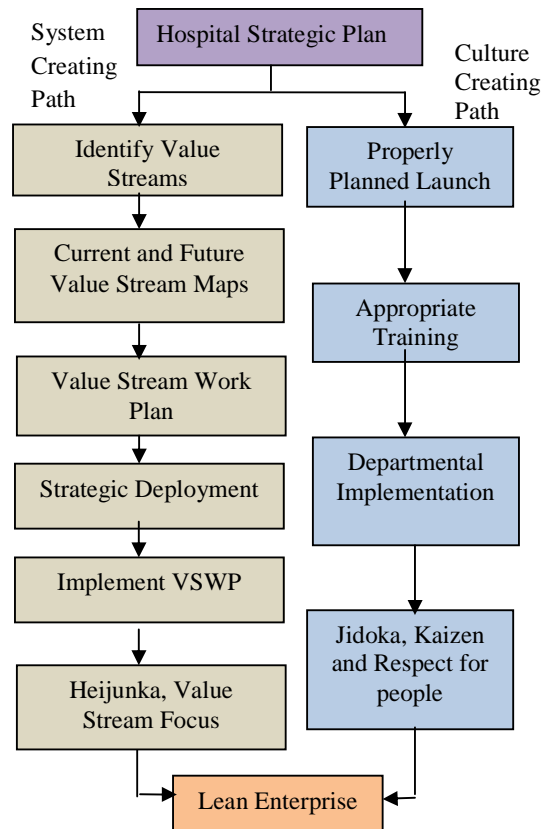 System
Creating
Path
Hospital Strategic Plan
Culture
Creating
Path
Identify Value
Streams
Properly
Planned Launch
Current and Future
Value Stream Maps
Appropriate
Training
Value Stream Work
Plan
Departmental
Implementation
Strategic Deployment
Implement VSWP
Jidoka, Kaizen
and Respect for
people
Heijunka, Value
Stream Focus
Lean Enterprise